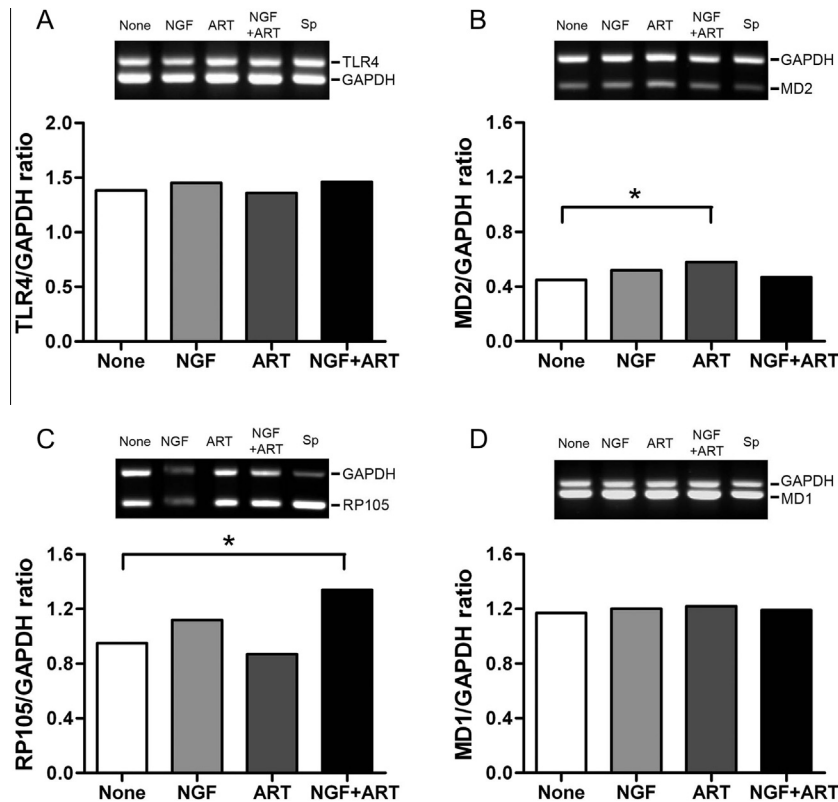 A
None NGF ART NGF +ART Sp
TLR4
GAPDH
TLR4/GAPDH ratio
2.0
1.5
1.0
0.5
0.0
None NGF ART NGF+ART
B
None NGF ART NGF +ART Sp
GAPDH
MD2
MD2/GAPDH ratio
1.6
1.2
0.8
0.4
0.0
*
None NGF ART NGF+ART
C
None NGF ART NGF +ART Sp
GAPDH
RP105
RP105/GAPDH ratio
1.6
1.2
0.8
0.4
0.0
*
None NGF ART NGF+ART
D
None NGF ART NGF +ART Sp
GAPDH
MD1
MD1/GAPDH ratio
1.6
1.2
0.8
0.4
0.0
None NGF ART NGF+ART